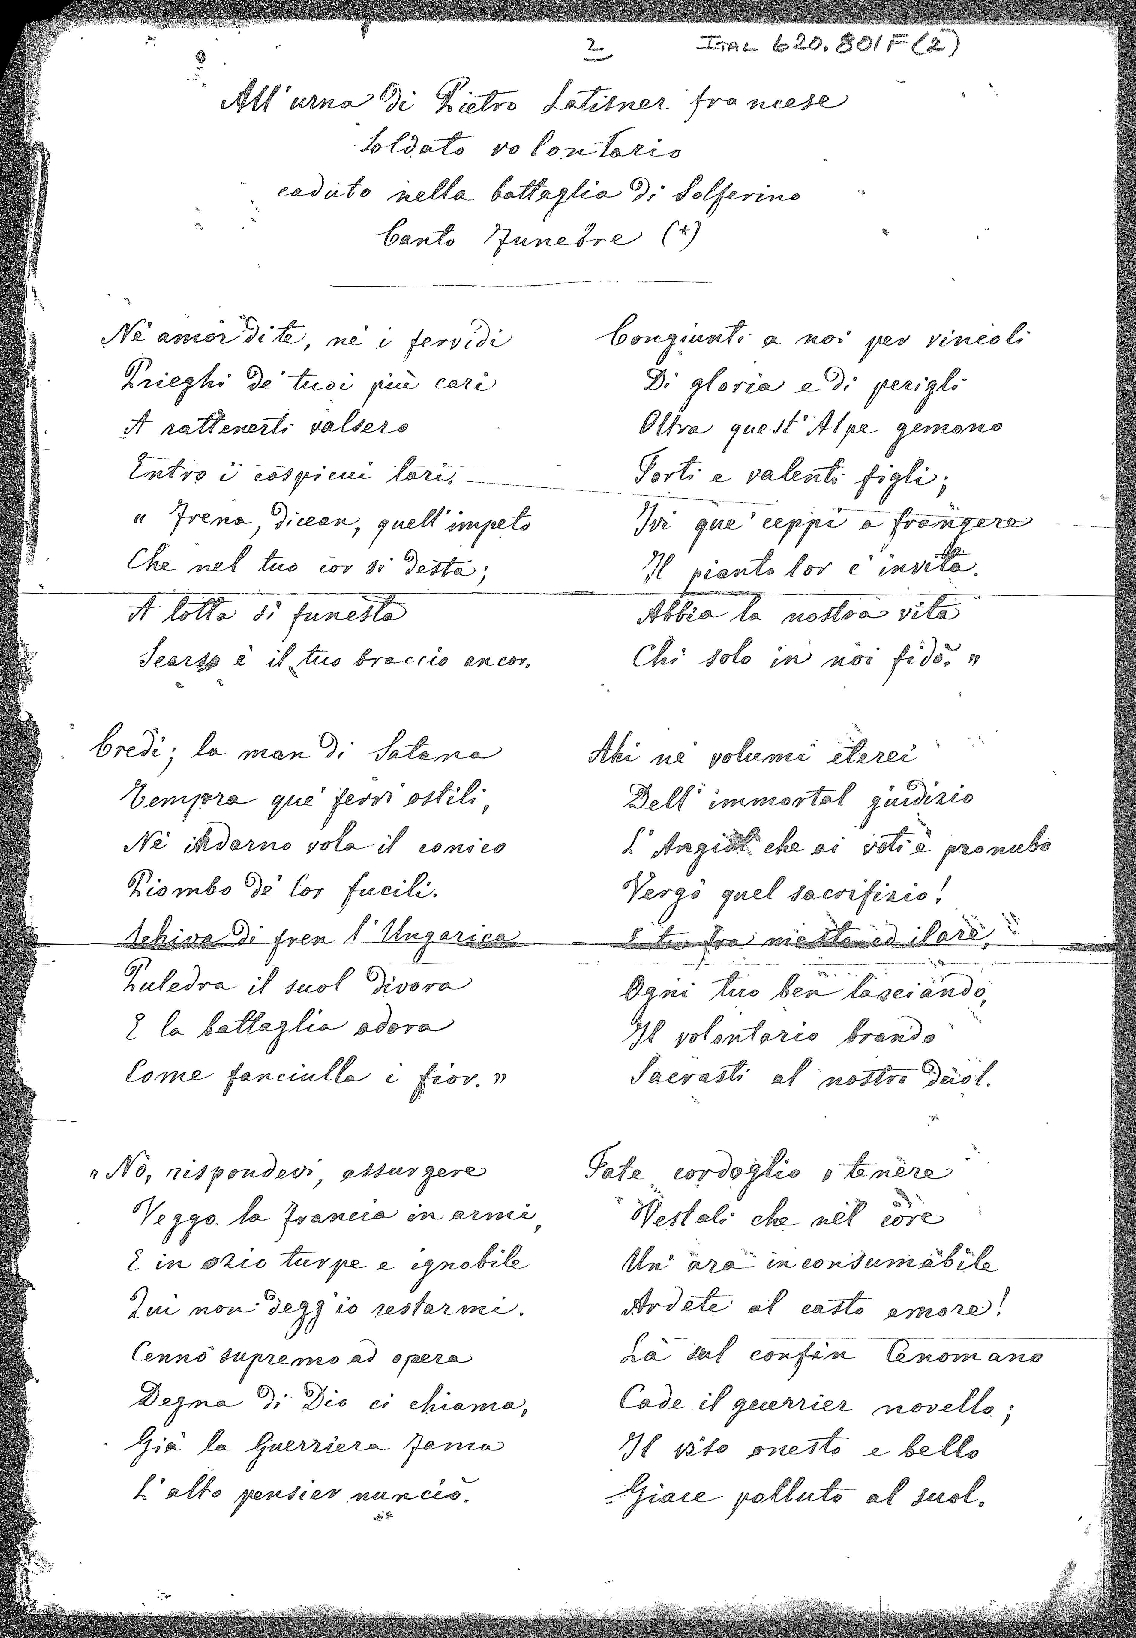 2
ITAL 620.801F(2)
All'urna di Pietro Latisner francese
Soldato volontario
caduto nella battaglia di Solferino
Canto Funebre (*)
Nè amor di te, nè i fervidi
Prieghi de' tuoi più cari
A rattenerti valsero
Entro i cospicui lari.
" Frena, dicean, quell'impeto
Che nel tuo cor si desta;
A lotta sì funesta
Scarso è il tuo braccio ancor.
Credi; la man di Satana
Tempra que' ferri ostili,
Nè indarno vola il conico
Piombo de' lor fucili.
Schiva di fren l'Ungarica
Puledra il suol divora
E la battaglia adora
Come fanciulla i fior. "
" No, rispondevi, assurgere
Veggo la Francia in armi,
E in ozio turpe e ignobile
Qui non degg'io restarmi.
Cenno supremo ad opera
Degna di Dio ci chiama,
Già la Guerriera Fama
L'alto pensier nunciò.
Congiunti a noi per vincoli
Di gloria e di perigli
Oltra quest'Alpe gemono
Forti e valenti figli;
Ivi que' ceppi a frangere
Il pianto lor c'invita.
Abbia la nostra vita
Chi solo in noi fidò. "
Ahi ne' volumi eterei
Dell'immortal giudizio
L'Angiol che ai voti è pronubo
Vergò quel sacrifizio!
E tu fra mesto ed ilare,
Ogni tuo ben lasciando,
Il volontario brando
Sacrasti al nostro duol.
Fate cordoglio o tenere
Vestali che nel core
Un'ara inconsumabile
Ardete al casto amore!
Là sul confin Cenomano
Cade il guerrier novello;
Il viso onesto e bello
Giace polluto al suol.